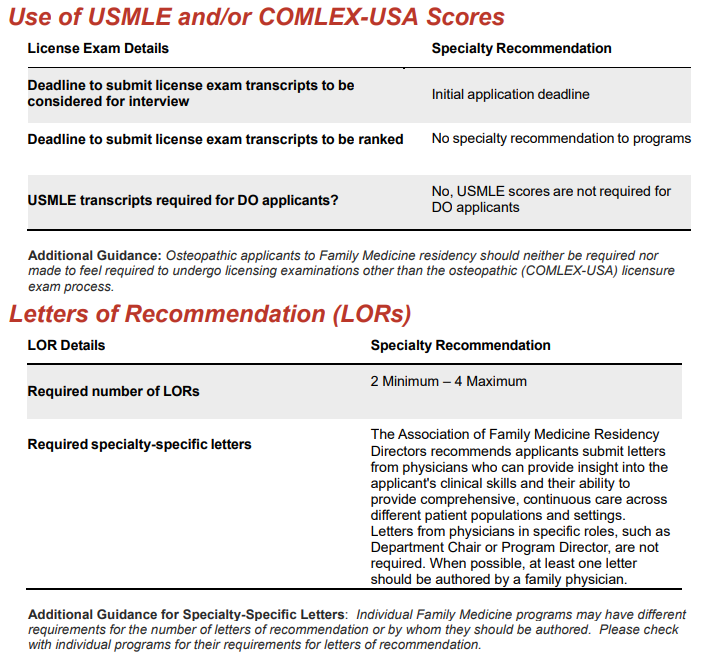 Use of USMLE and/or COMLEX-USA Scores
License Exam Details
Specialty Recommendation
Deadline to submit license exam transcripts to be
considered for interview
Initial application deadline
Deadline to submit license exam transcripts to be ranked
No specialty recommendation to programs
USMLE transcripts required for DO applicants?
No, USMLE scores are not required for
DO applicants
Additional Guidance: Osteopathic applicants to Family Medicine residency should neither be required nor
made to feel required to undergo licensing examinations other than the osteopathic (COMLEX-USA) licensure
exam process.
Letters of Recommendation (LORs)
LOR Details
Specialty Recommendation
Required number of LORs
2 Minimum – 4 Maximum
Required specialty-specific letters
The Association of Family Medicine Residency
Directors recommends applicants submit letters
from physicians who can provide insight into the
applicant's clinical skills and their ability to
provide comprehensive, continuous care across
different patient populations and settings.
Letters from physicians in specific roles, such as
Department Chair or Program Director, are not
required. When possible, at least one letter
should be authored by a family physician.
Additional Guidance for Specialty-Specific Letters: Individual Family Medicine programs may have different
requirements for the number of letters of recommendation or by whom they should be authored. Please check
with individual programs for their requirements for letters of recommendation.